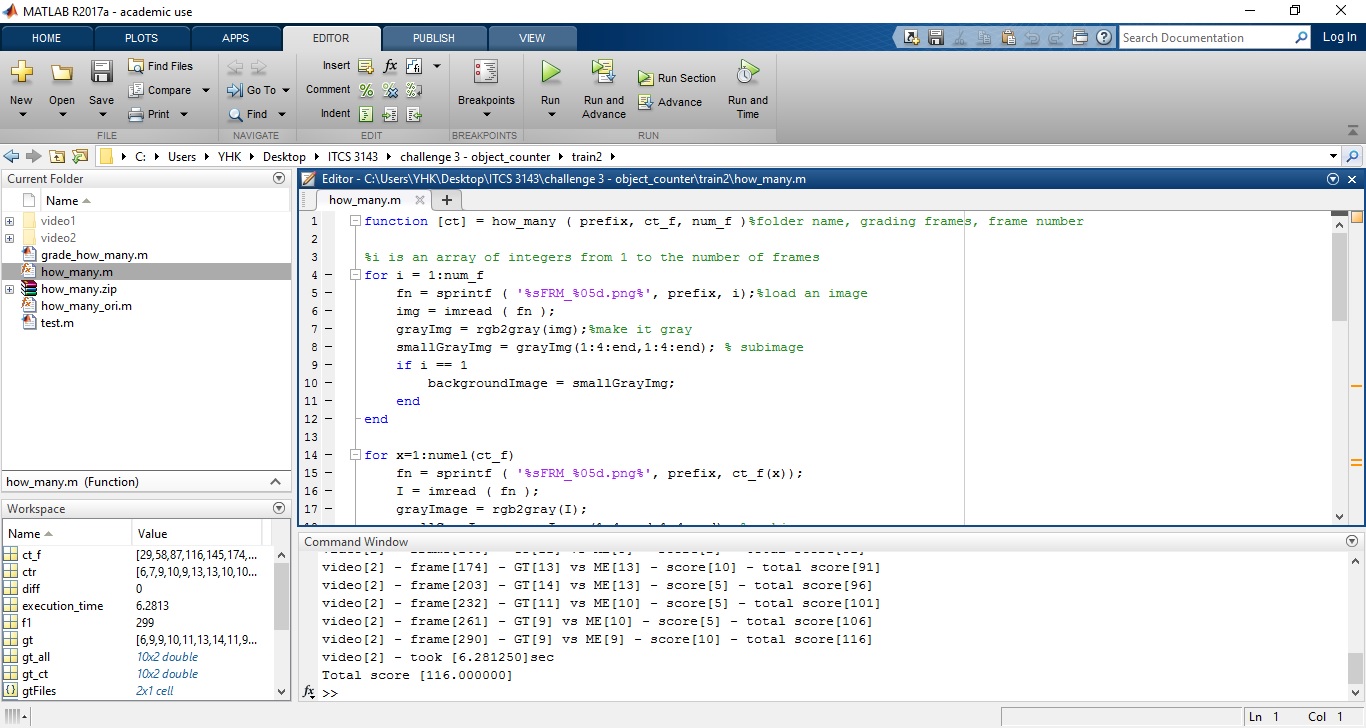 MATLAB R2017a - academic use
HOME PLOTS APPS EDITOR PUBLISH VIEW
Search Documentation
Log In
New
Open
Save
Find Files
Compare
Print
FILE
Go To
Find
NAVIGATE
Insert
fx
Comment
Indent
EDIT
Breakpoints
BREAKPOINTS
Run
Run and
Advance
Run Section
Advance
Run and
Time
RUN
C: Users YHK Desktop ITCS 3143 challenge 3 - object_counter train2
Current Folder
Name
video1
video2
grade_how_many.m
how_many.m
how_many.zip
how_many_ori.m
test.m
how_many.m (Function)
Workspace
Name Value
ct_f [29,58,87,116,145,174,...
ctr [6,7,9,10,9,13,13,10,10...
diff 0
execution_time 6.2813
f1 299
gt [6,9,9,10,11,13,14,11,9...
gt_all 10x2 double
gt_ct 10x2 double
gtFiles 2x1 cell
Editor - C:\Users\YHK\Desktop\ITCS 3143\challenge 3 - object_counter\train2\how_many.m
how_many.m
1 function [ct] = how_many ( prefix, ct_f, num_f )%folder name, grading frames, frame number
2
3 %i is an array of integers from 1 to the number of frames
4 for i = 1:num_f
5 fn = sprintf ( '%sFRM_%05d.png%', prefix, i);%load an image
6 img = imread ( fn );
7 grayImg = rgb2gray(img);%make it gray
8 smallGrayImg = grayImg(1:4:end,1:4:end); % subimage
9 if i == 1
10 backgroundImage = smallGrayImg;
11 end
12 end
13
14 for x=1:numel(ct_f)
15 fn = sprintf ( '%sFRM_%05d.png%', prefix, ct_f(x));
16 I = imread ( fn );
17 grayImage = rgb2gray(I);
Command Window
video[2] - frame[174] - GT[13] vs ME[13] - score[10] - total score[91]
video[2] - frame[203] - GT[14] vs ME[13] - score[5] - total score[96]
video[2] - frame[232] - GT[11] vs ME[10] - score[5] - total score[101]
video[2] - frame[261] - GT[9] vs ME[10] - score[5] - total score[106]
video[2] - frame[290] - GT[9] vs ME[9] - score[10] - total score[116]
video[2] - took [6.281250]sec
Total score [116.000000]
fx >>
Ln 1 Col 1